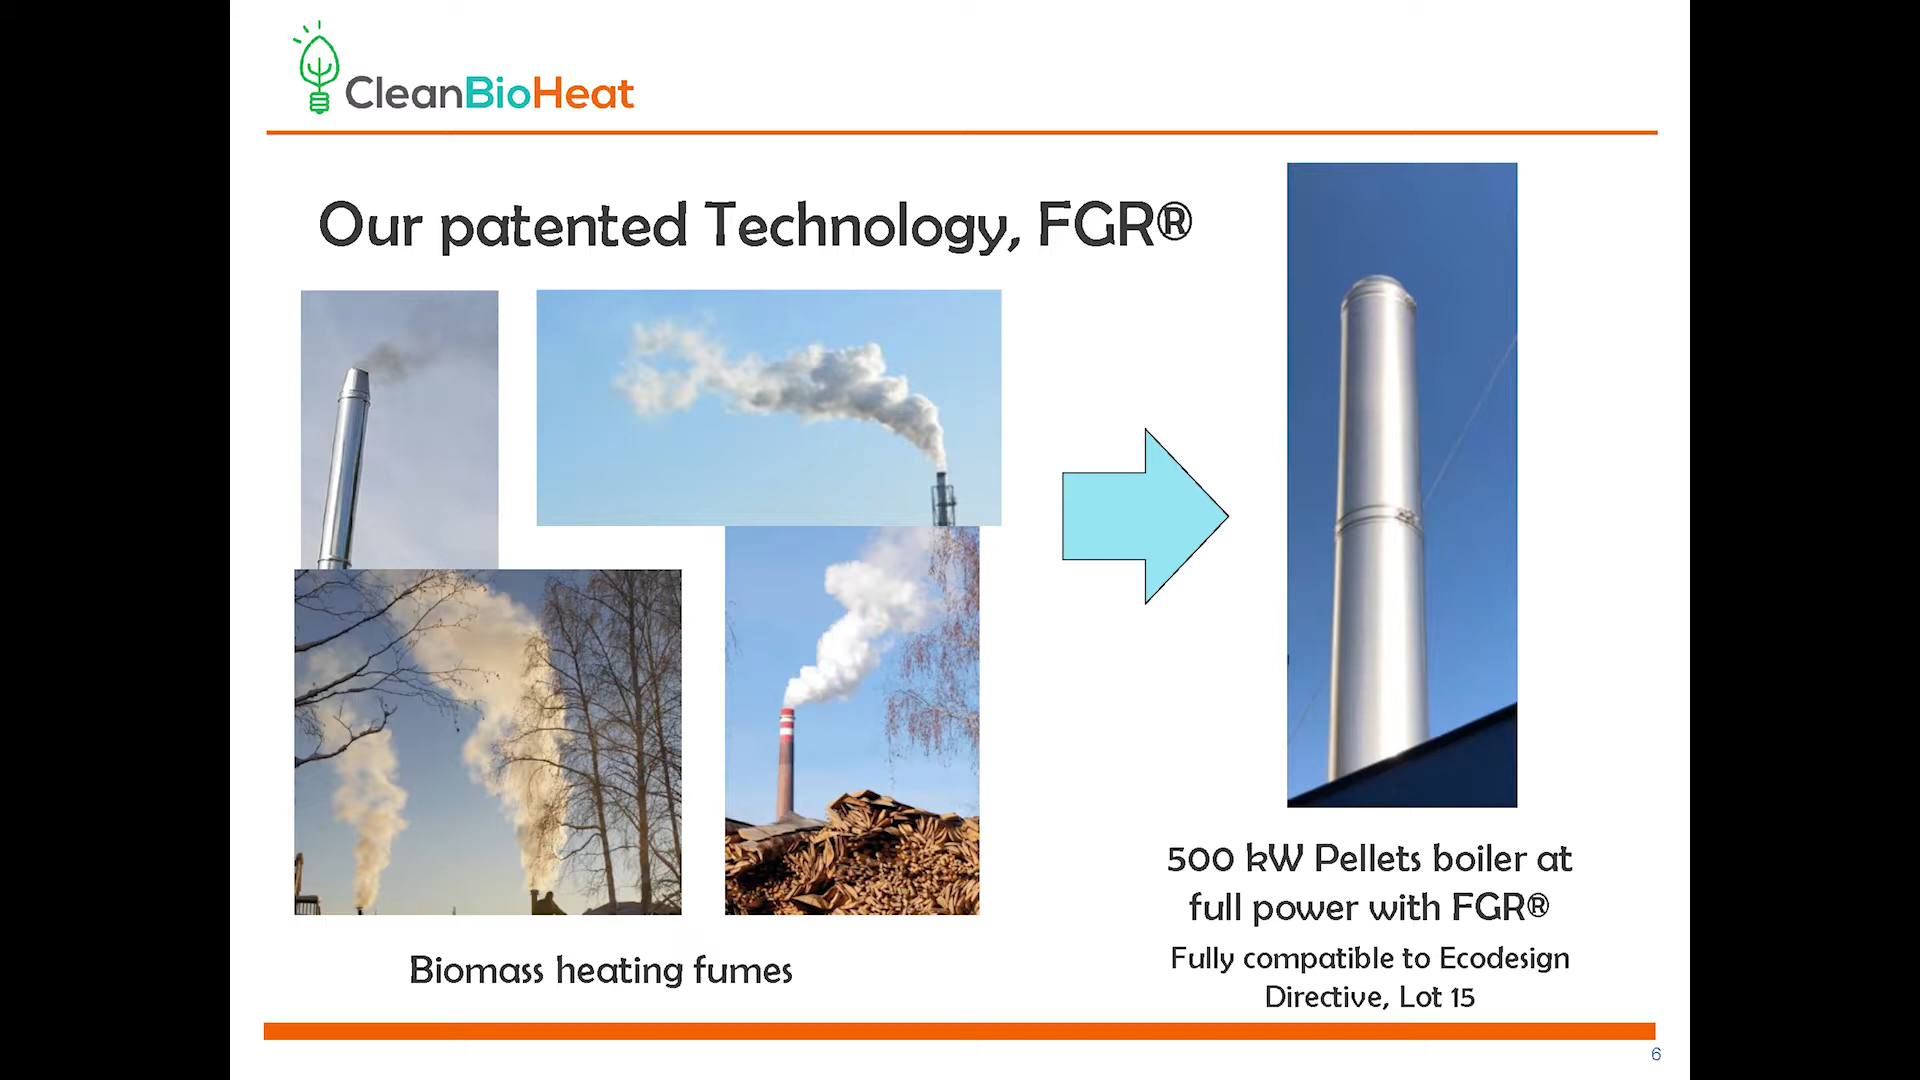 CleanBioHeat
Our patented Technology, FGR®
Biomass heating fumes
500 kW Pellets boiler at
full power with FGR®
Fully compatible to Ecodesign
Directive, Lot 15
6